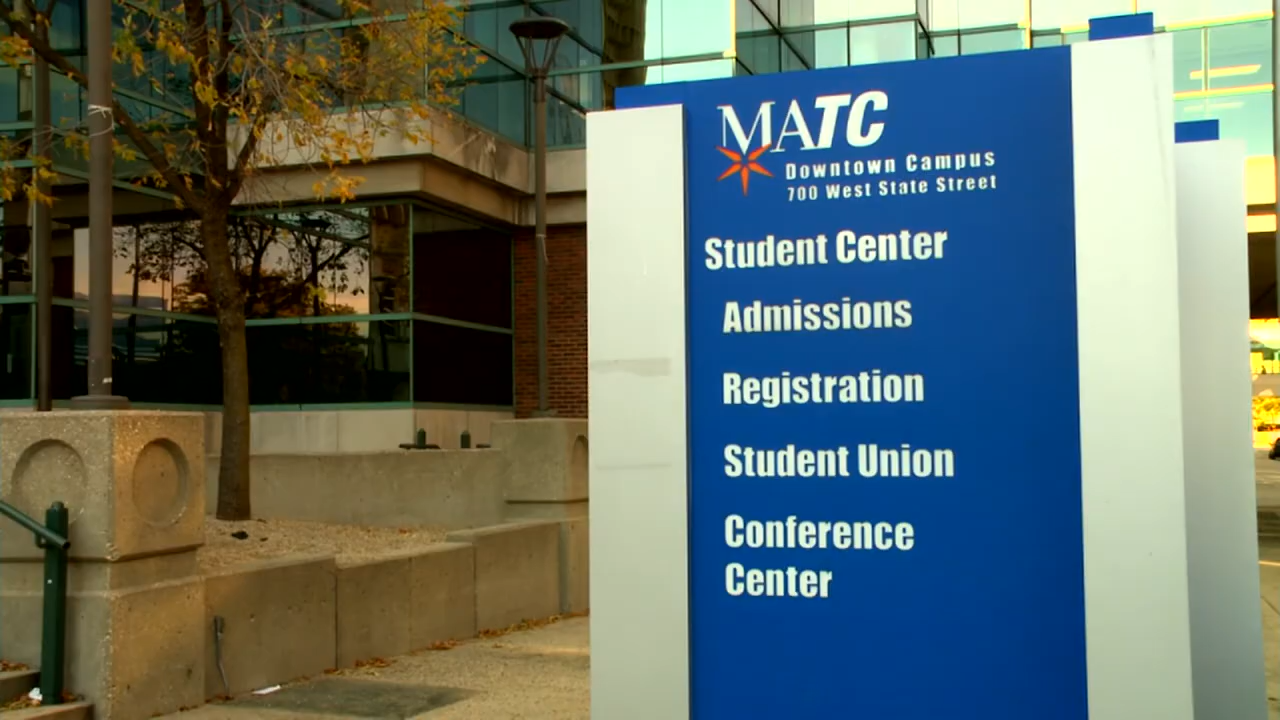 MATC
Downtown Campus
700 West State Street
Student Center
Admissions
Registration
Student Union
Conference
Center